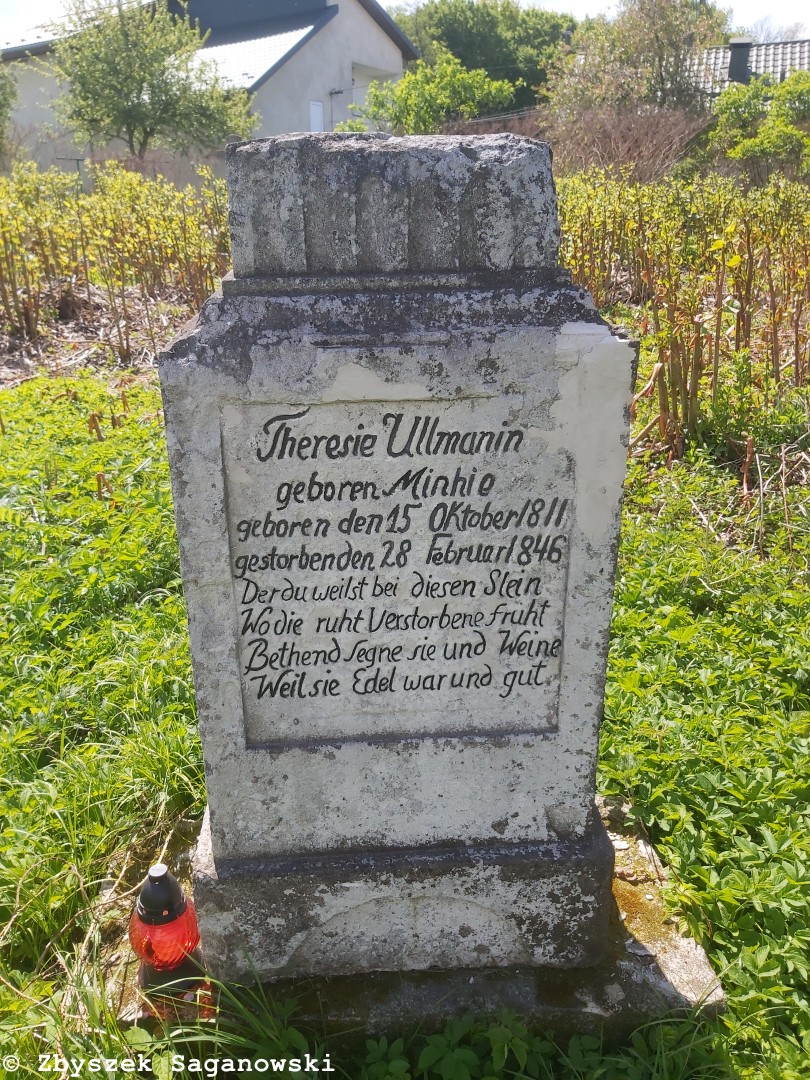 Theresie Ullmanin
geboren Minhio
geboren den 15 Oktober 1811
gestorben den 28 Februar 1846
Der du weilst bei diesen Stein
Wo die ruht Verstorbene fruht
Bethend segne sie und Weine
Weil sie Edel war und gut.
© Zbyszek Saganowski